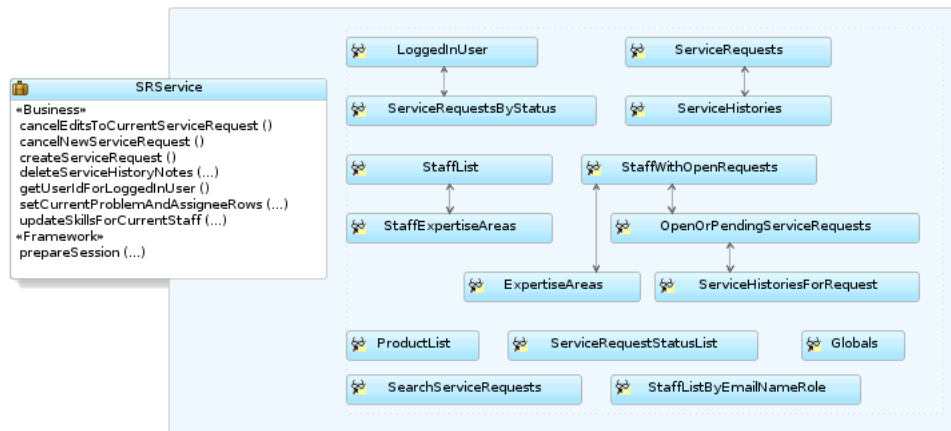 SRService
«Business»
cancelEditsToCurrentServiceRequest ()
cancelNewServiceRequest ()
createServiceRequest ()
deleteServiceHistoryNotes (...)
getUserIdForLoggedInUser ()
setCurrentProblemAndAssigneeRows (...)
updateSkillsForCurrentStaff (...)
«Framework»
prepareSession (...)
LoggedInUser
ServiceRequests
ServiceRequestsByStatus
ServiceHistories
StaffList
StaffWithOpenRequests
StaffExpertiseAreas
OpenOrPendingServiceRequests
ExpertiseAreas
ServiceHistoriesForRequest
ProductList
ServiceRequestStatusList
Globals
SearchServiceRequests
StaffListByEmailNameRole